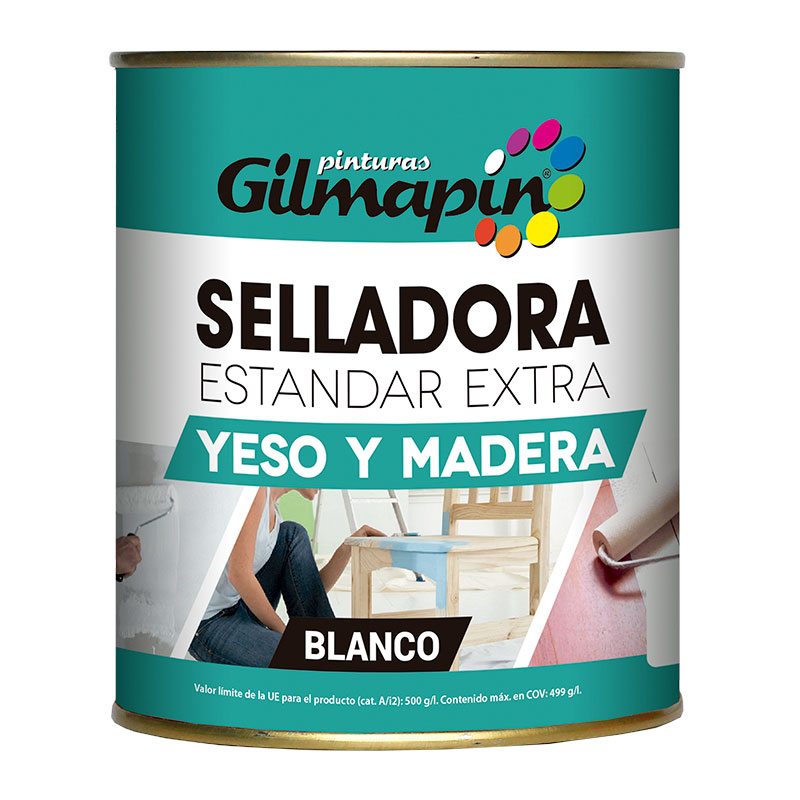 pinturas
Gilmapin®
SELLADORA
ESTANDAR EXTRA
YESO Y MADERA
BLANCO
Valor límite de la UE para el producto (cat. A/i2): 500 g/l. Contenido máx. en COV: 499 g/l.